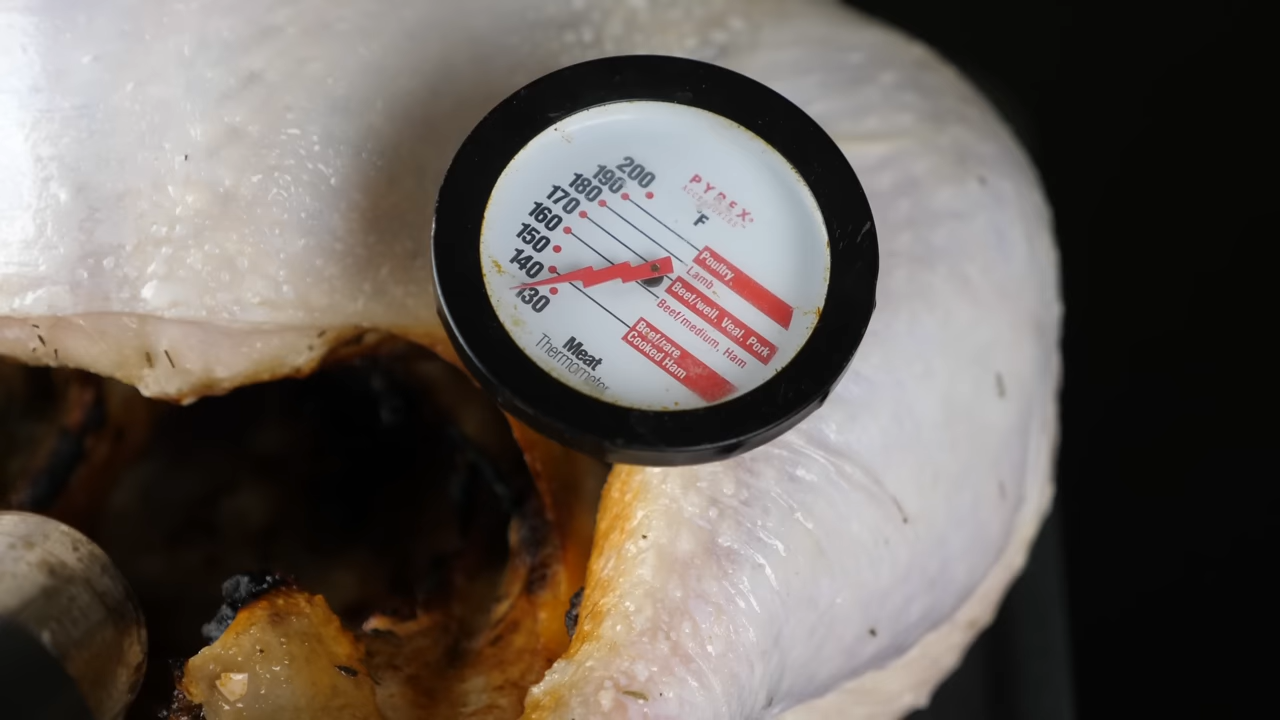 PYREX
ACCESSORIES
°F
200
190
180
170
160
150
140
130
Poultry
Lamb
Beef/well, Veal, Pork
Beef/medium, Ham
Beef/rare
Cooked Ham
Meat
Thermometer